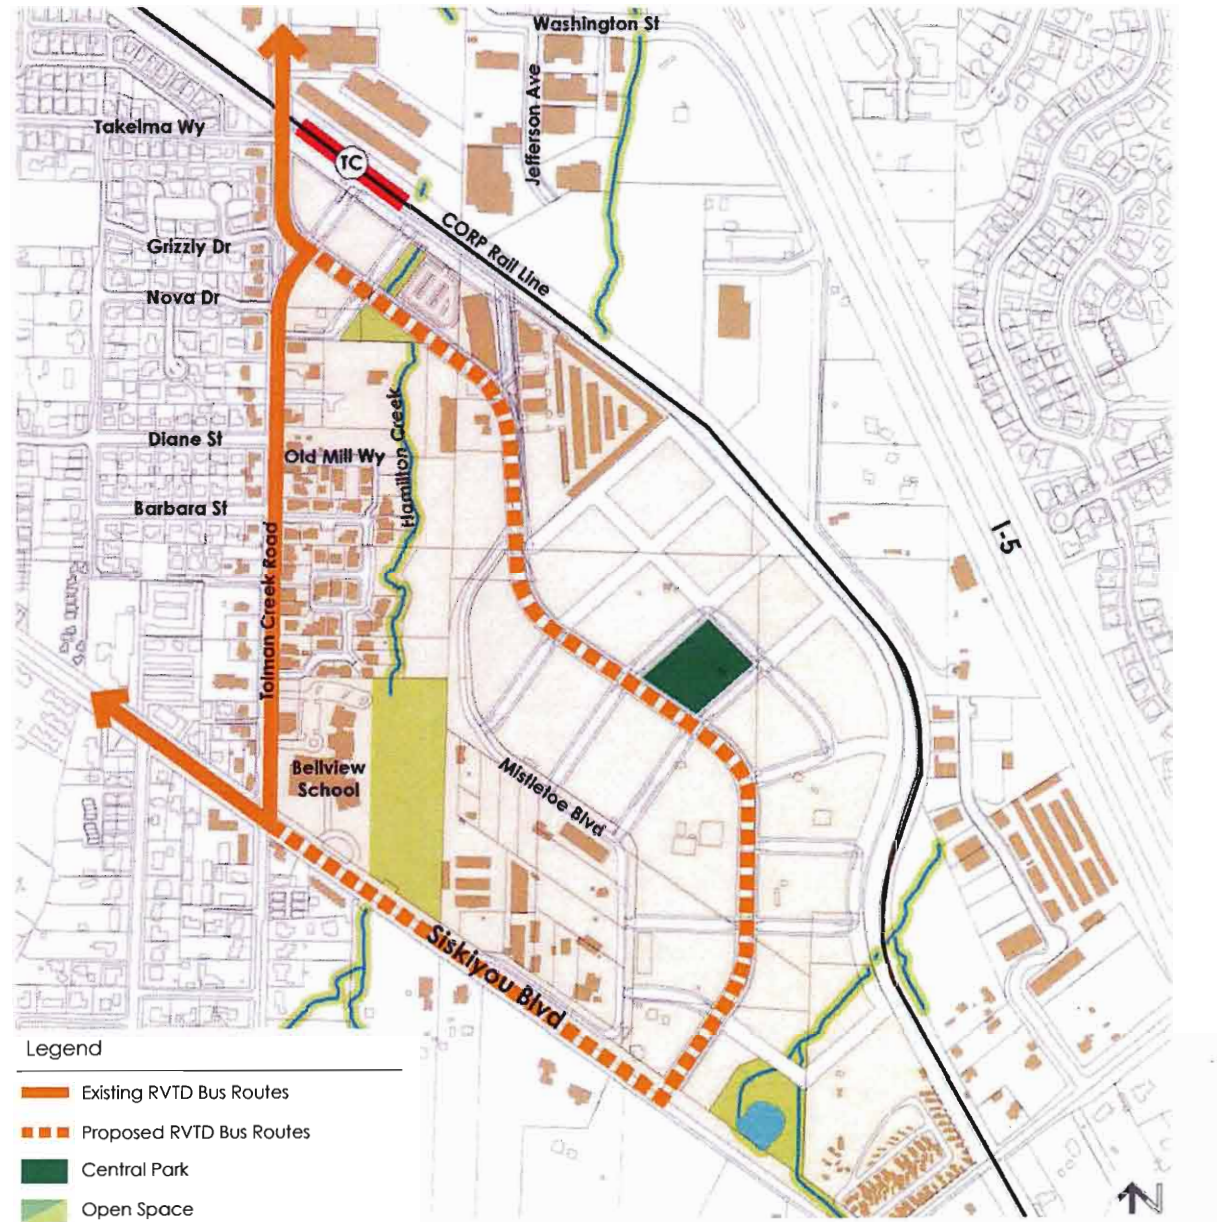 Washington St
Jefferson Ave
Takelma Wy
TC
CORP Rail Line
Grizzly Dr
Nova Dr
Hamilton Creek
Diane St
Old Mill Wy
Barbara St
I-5
Tolman Creek Road
Bellview
School
Mistletoe Blvd
Siskiyou Blvd
Legend
Existing RVTD Bus Routes
Proposed RVTD Bus Routes
Central Park
Open Space
N